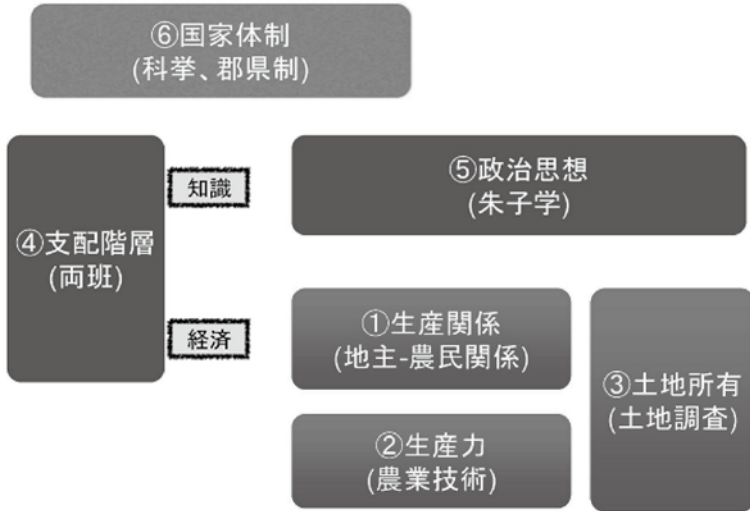 ⑥国家体制
(科挙、郡県制)
④支配階層
(両班)
知識
⑤政治思想
(朱子学)
経済
①生産関係
(地主-農民関係)
②生産力
(農業技術)
③土地所有
(土地調査)